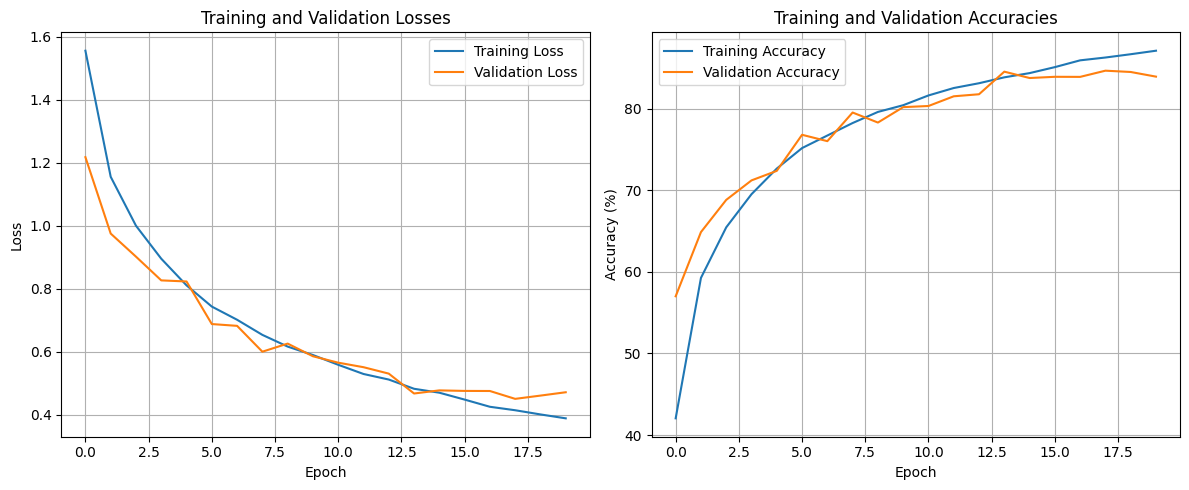 Training and Validation Losses
1.6
1.4
1.2
1.0
0.8
0.6
0.4
Loss
Training Loss
Validation Loss
0.0 2.5 5.0 7.5 10.0 12.5 15.0 17.5
Epoch
Training and Validation Accuracies
80
70
60
50
40
Accuracy (%)
Training Accuracy
Validation Accuracy
0.0 2.5 5.0 7.5 10.0 12.5 15.0 17.5
Epoch